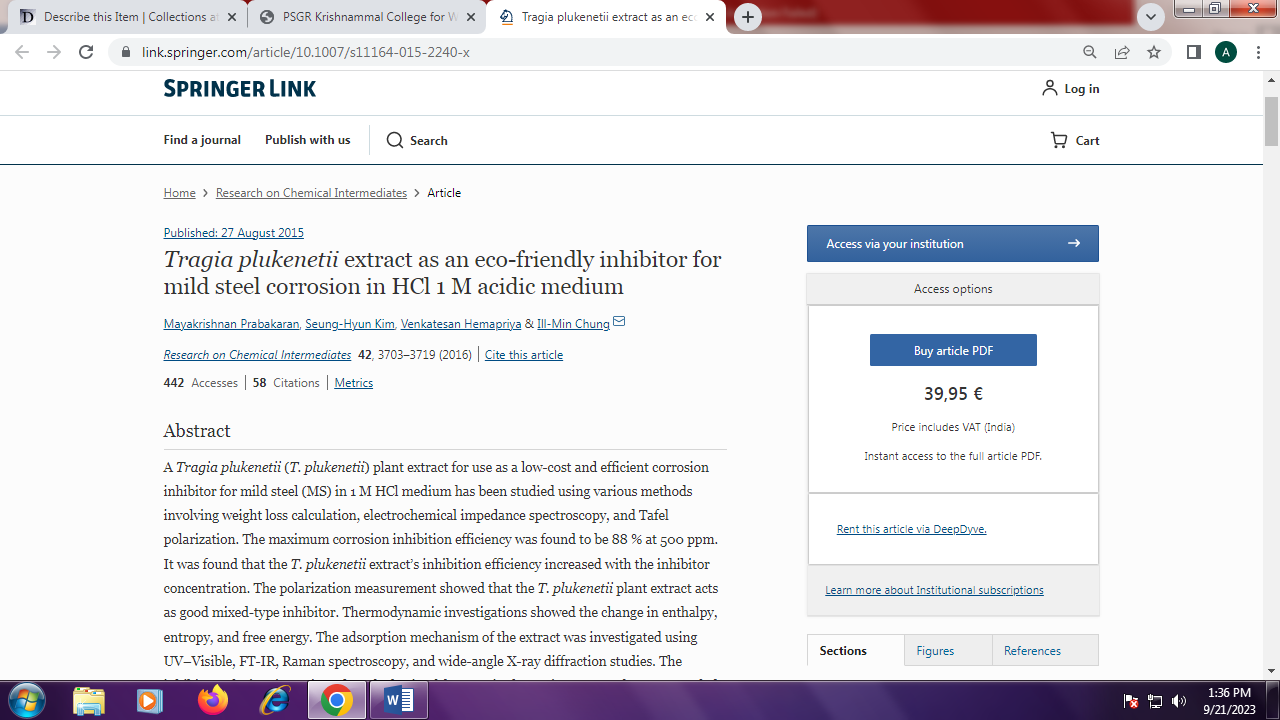 Describe this Item | Collections at
PSGR Krishnammal College for W
Tragia plukenetii extract as an eco
link.springer.com/article/10.1007/s11164-015-2240-x
A
SPRINGER LINK
Log in
Find a journal
Publish with us
Search
Cart
Home > Research on Chemical Intermediates > Article
Published: 27 August 2015
Tragia plukenetii extract as an eco-friendly inhibitor for
mild steel corrosion in HCl 1 M acidic medium
Mayakrishnan Prabakaran, Seung-Hyun Kim, Venkatesan Hemapriya & Ill-Min Chung
Research on Chemical Intermediates 42, 3703–3719 (2016) | Cite this article
442 Accesses | 58 Citations | Metrics
Abstract
A Tragia plukenetii (T. plukenetii) plant extract for use as a low-cost and efficient corrosion
inhibitor for mild steel (MS) in 1 M HCl medium has been studied using various methods
involving weight loss calculation, electrochemical impedance spectroscopy, and Tafel
polarization. The maximum corrosion inhibition efficiency was found to be 88 % at 500 ppm.
It was found that the T. plukenetii extract’s inhibition efficiency increased with the inhibitor
concentration. The polarization measurement showed that the T. plukenetii plant extract acts
as good mixed-type inhibitor. Thermodynamic investigations showed the change in enthalpy,
entropy, and free energy. The adsorption mechanism of the extract was investigated using
UV–Visible, FT-IR, Raman spectroscopy, and wide-angle X-ray diffraction studies. The
Access via your institution
Access options
Buy article PDF
39,95 €
Price includes VAT (India)
Instant access to the full article PDF.
Rent this article via DeepDyve.
Learn more about Institutional subscriptions
Sections
Figures
References
1:36 PM
9/21/2023